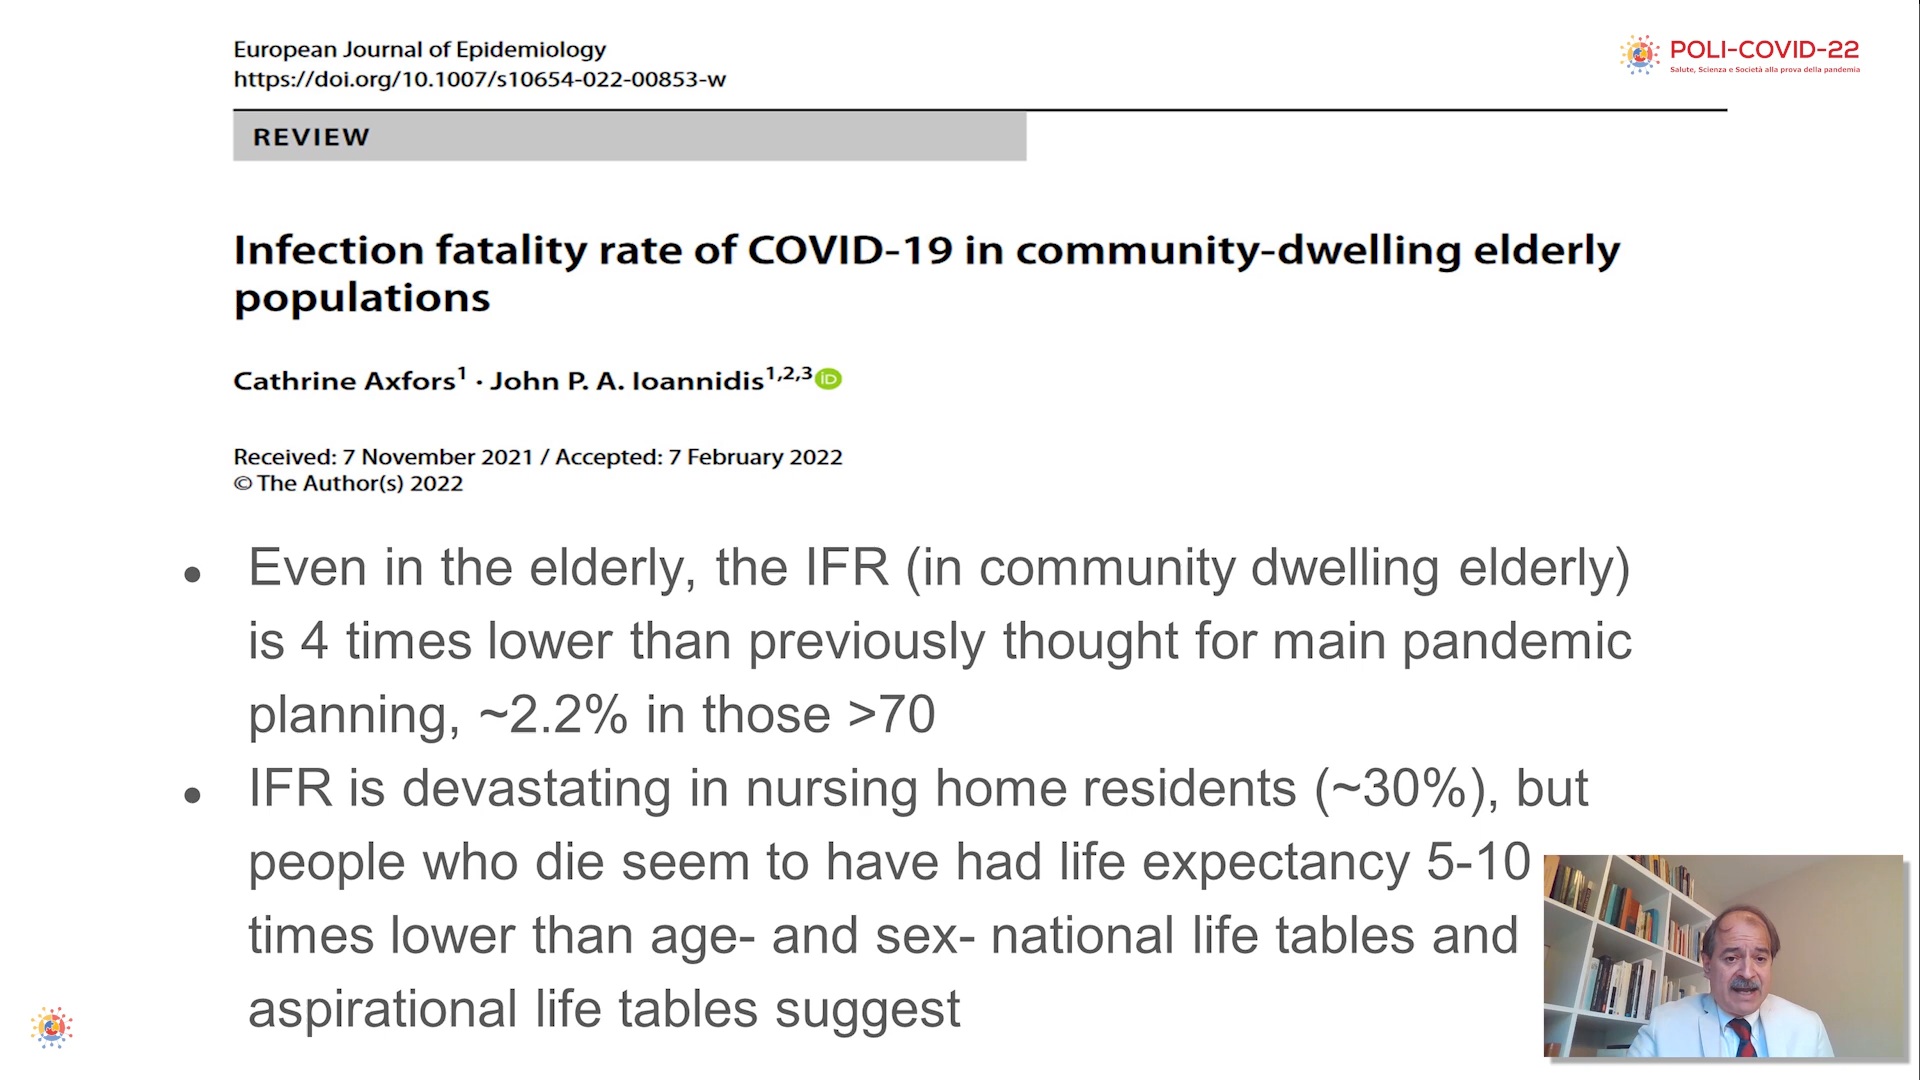 European Journal of Epidemiology
https://doi.org/10.1007/s10654-022-00853-w
POLI-COVID-22
Salute, Scienza e Società alla prova della pandemia
REVIEW
Infection fatality rate of COVID-19 in community-dwelling elderly
populations
Cathrine Axfors1 · John P. A. Ioannidis1,2,3 iD
Received: 7 November 2021 / Accepted: 7 February 2022
© The Author(s) 2022
• Even in the elderly, the IFR (in community dwelling elderly)
is 4 times lower than previously thought for main pandemic
planning, ~2.2% in those >70
• IFR is devastating in nursing home residents (~30%), but
people who die seem to have had life expectancy 5-10
times lower than age- and sex- national life tables and
aspirational life tables suggest